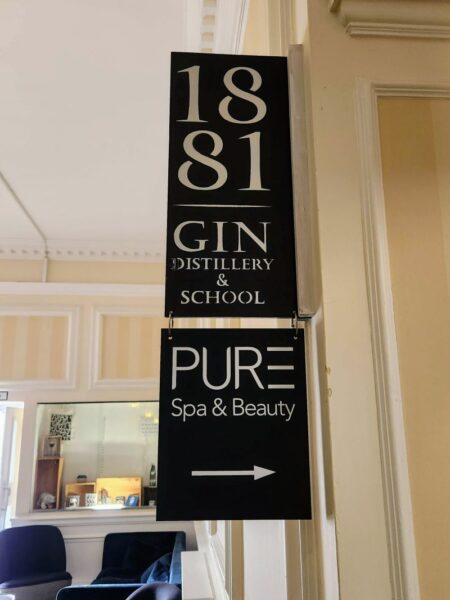 18
81
GIN
DISTILLERY
&
SCHOOL
PURE
Spa & Beauty